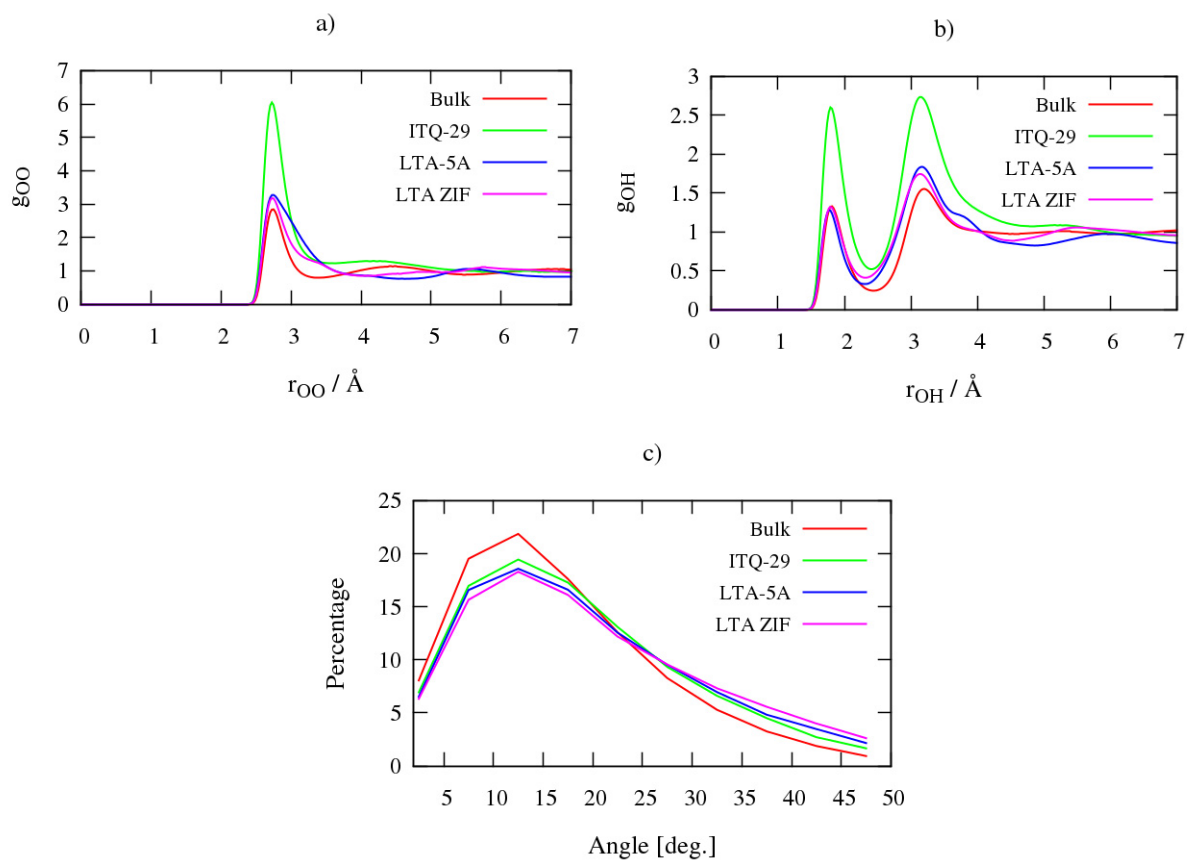 a)
7
6
5
4
3
2
1
0
0 1 2 3 4 5 6 7
gOO
rOO / Å
Bulk
ITQ-29
LTA-5A
LTA ZIF
b)
3
2.5
2
1.5
1
0.5
0
0 1 2 3 4 5 6 7
gOH
rOH / Å
Bulk
ITQ-29
LTA-5A
LTA ZIF
c)
25
20
15
10
5
0
5 10 15 20 25 30 35 40 45 50
Percentage
Angle [deg.]
Bulk
ITQ-29
LTA-5A
LTA ZIF